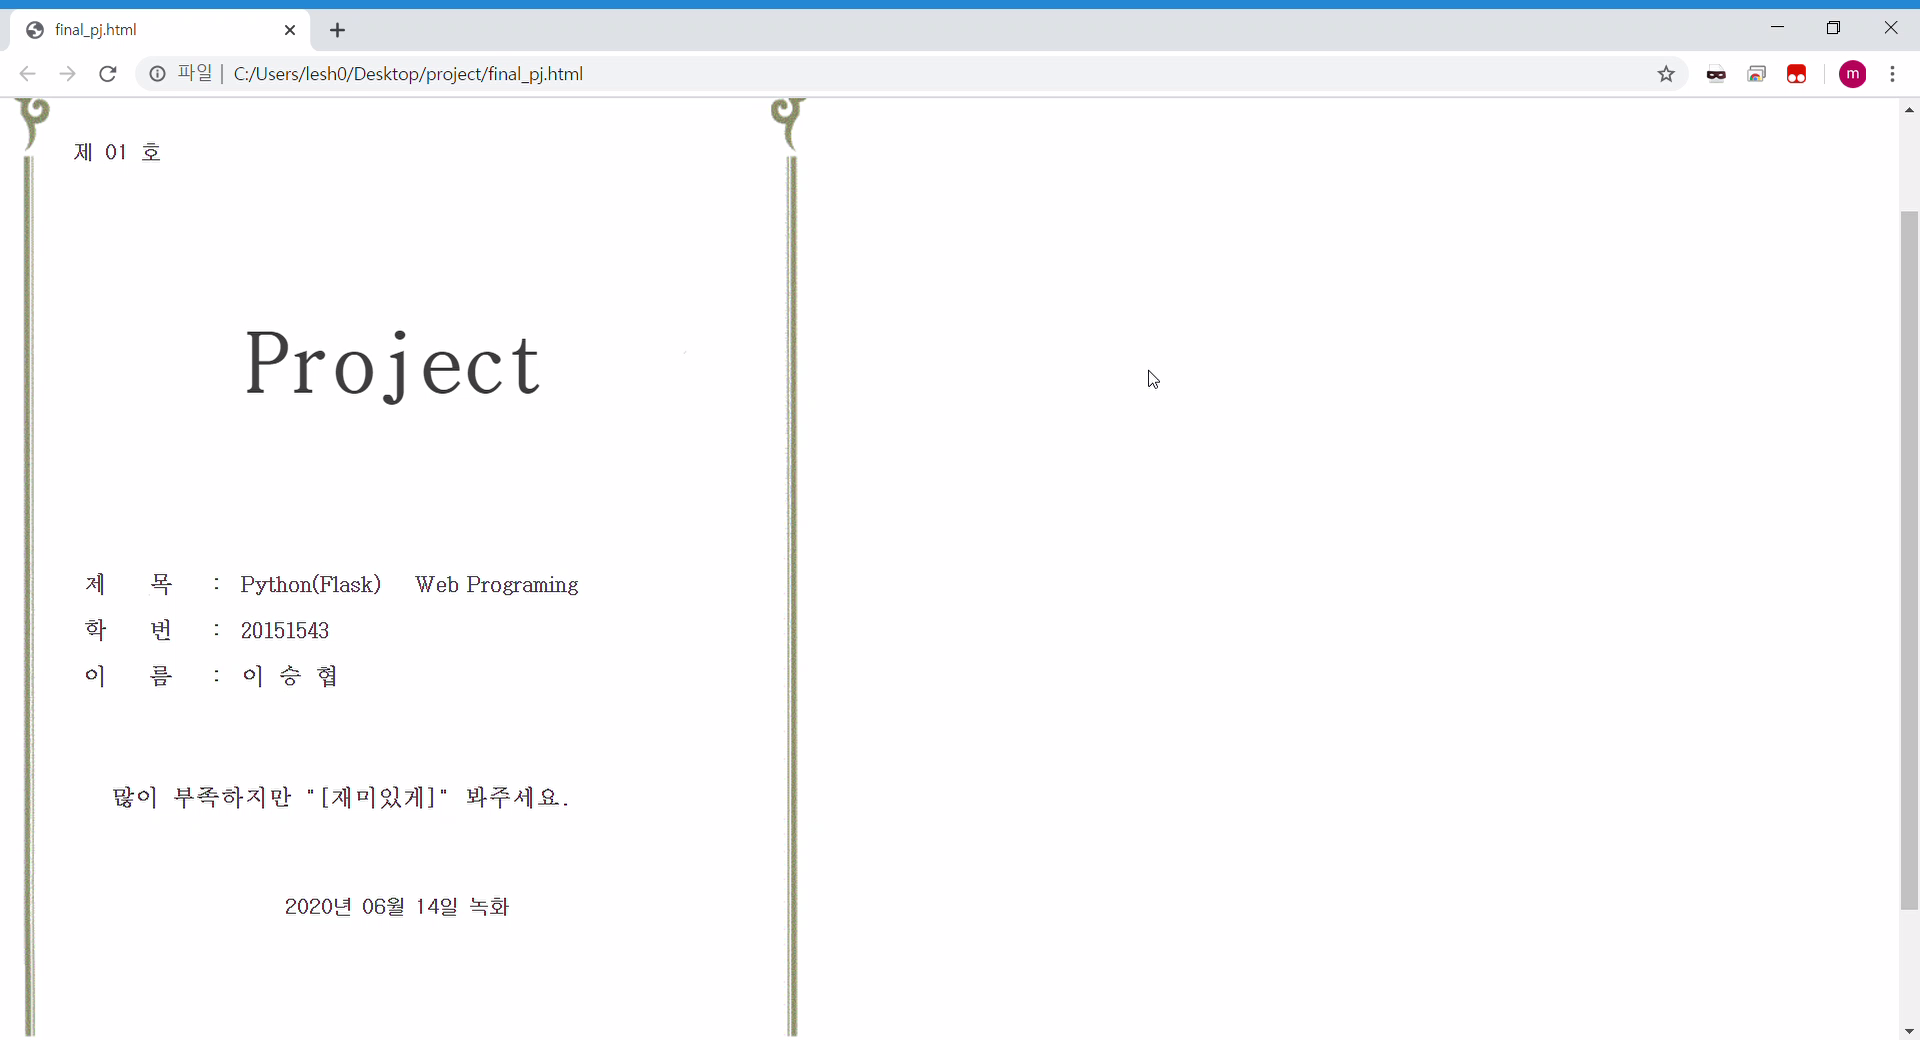 final_pj.html
파일 | C:/Users/lesh0/Desktop/project/final_pj.html
m
제 01 호
Project
제 목 : Python(Flask) Web Programing
학 번 : 20151543
이 름 : 이 승 협
많이 부족하지만 "[재미있게]" 봐주세요.
2020년 06월 14일 녹화